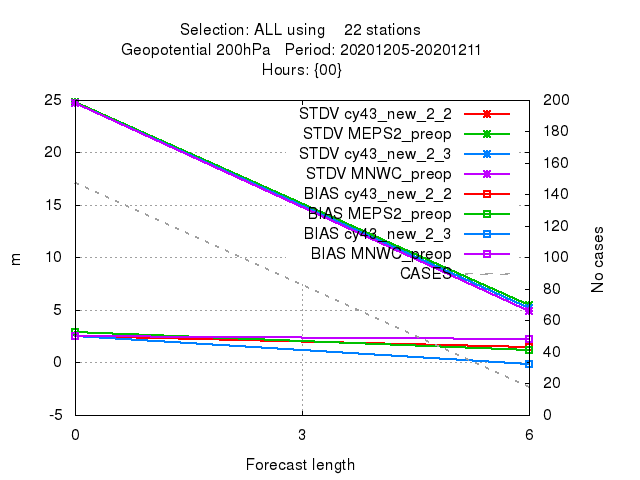 Selection: ALL using 22 stations
Geopotential 200hPa Period: 20201205-20201211
Hours: {00}
25
20
15
10
5
0
-5
200
180
160
140
120
100
80
60
40
20
0
STDV cy43_new_2_2
STDV MEPS2_preop
STDV cy43_new_2_3
STDV MNWC_preop
BIAS cy43_new_2_2
BIAS MEPS2_preop
BIAS cy43_new_2_3
BIAS MNWC_preop
CASES
m
No cases
0 3 6
Forecast length